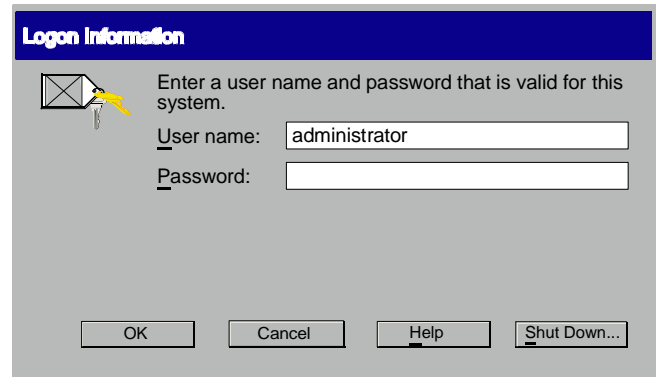 Logon Information
Enter a user name and password that is valid for this
system.
User name: administrator
Password:
OK Cancel Help Shut Down...